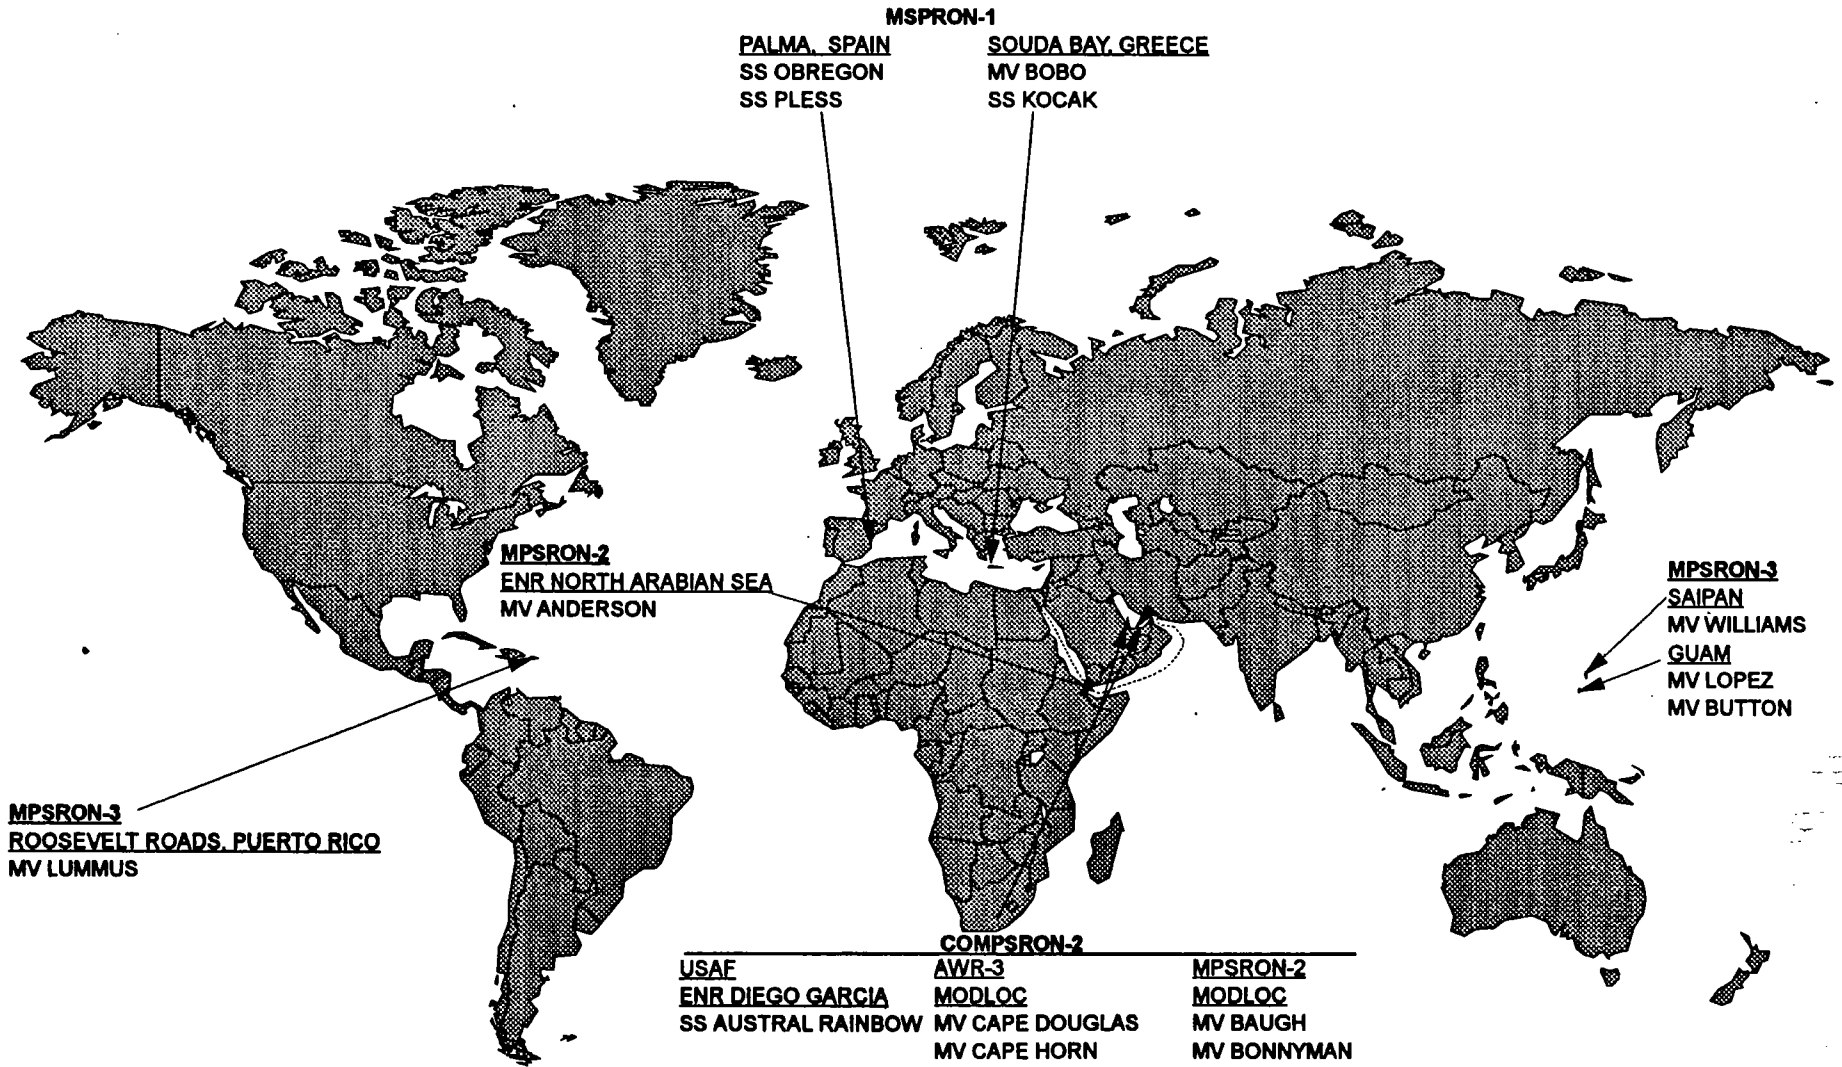 MSPRON-1
PALMA, SPAIN
SS OBREGON
SS PLESS
SOUDA BAY, GREECE
MV BOBO
SS KOCAK
MPSRON-2
ENR NORTH ARABIAN SEA
MV ANDERSON
MPSRON-3
SAIPAN
MV WILLIAMS
GUAM
MV LOPEZ
MV BUTTON
MPSRON-3
ROOSEVELT ROADS, PUERTO RICO
MV LUMMUS
COMPSRON-2
USAF
ENR DIEGO GARCIA
SS AUSTRAL RAINBOW
AWR-3
MODLOC
MV CAPE DOUGLAS
MV CAPE HORN
MPSRON-2
MODLOC
MV BAUGH
MV BONNYMAN